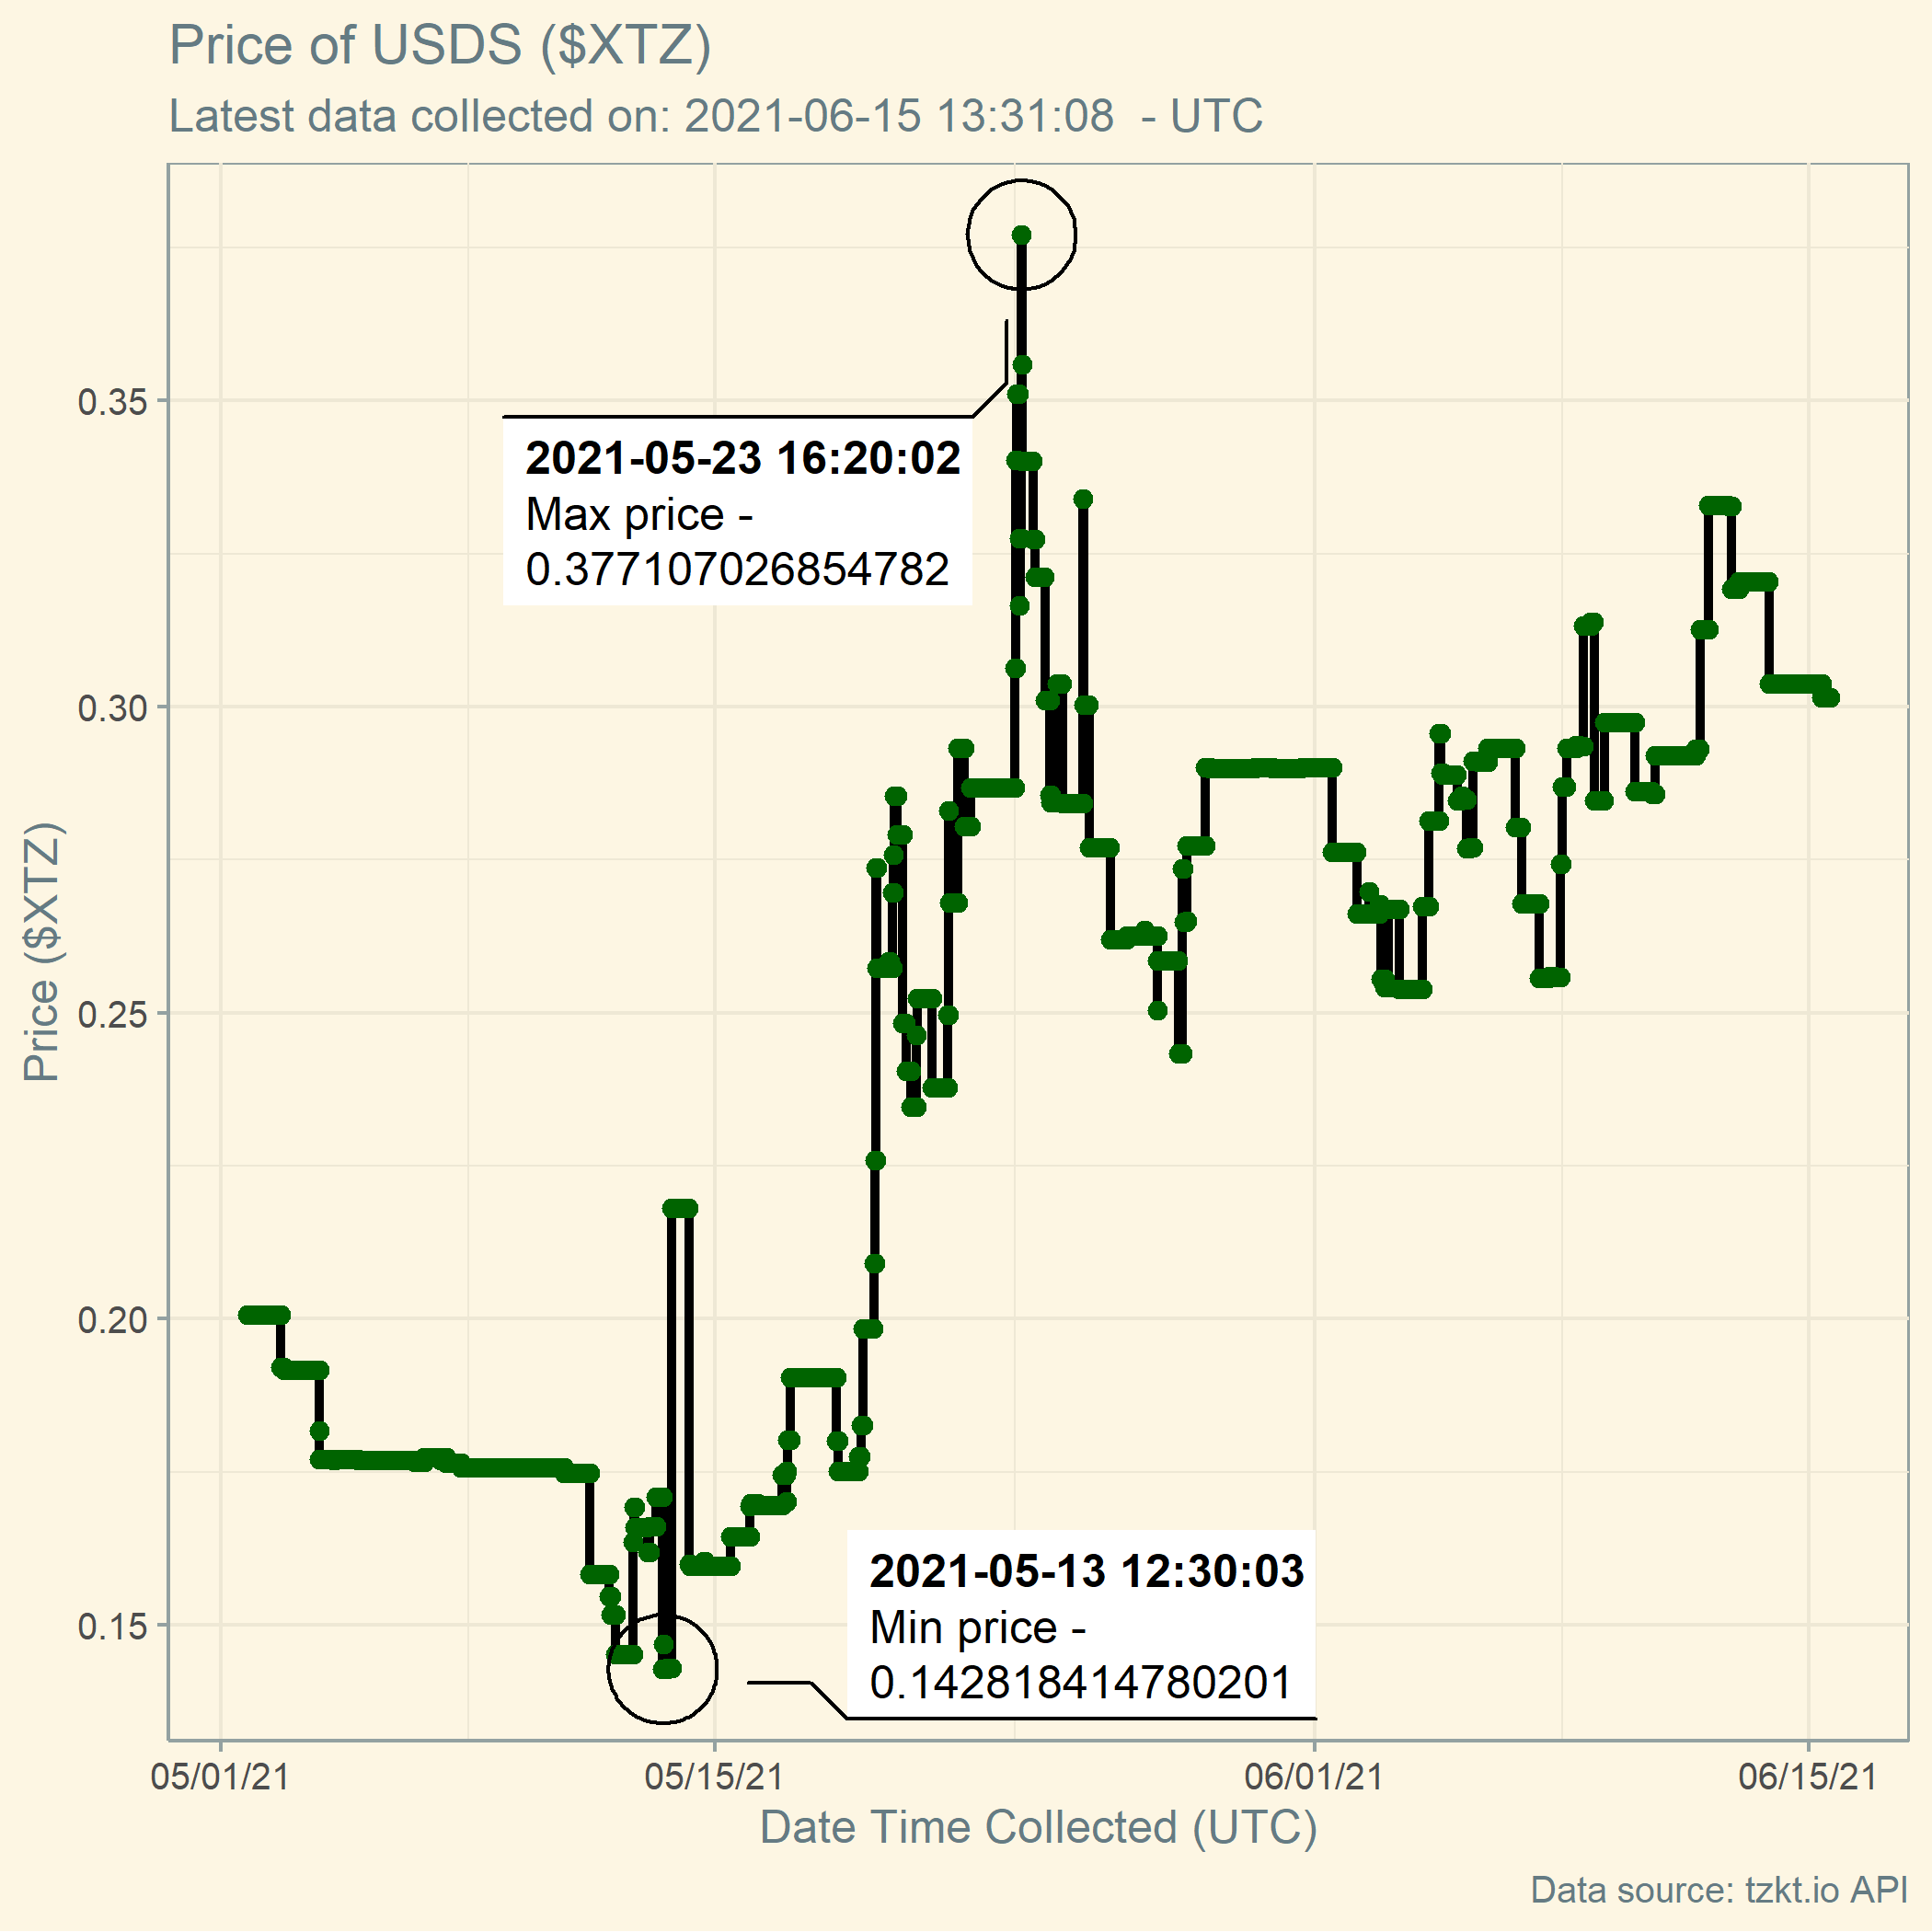 Price of USDS ($XTZ)
Latest data collected on: 2021-06-15 13:31:08  - UTC
2021-05-23 16:20:02
Max price -
0.377107026854782
0.35
0.30
0.25
0.20
0.15
Price ($XTZ)
2021-05-13 12:30:03
Min price -
0.142818414780201
05/01/21
05/15/21
06/01/21
06/15/21
Date Time Collected (UTC)
Data source: tzkt.io API